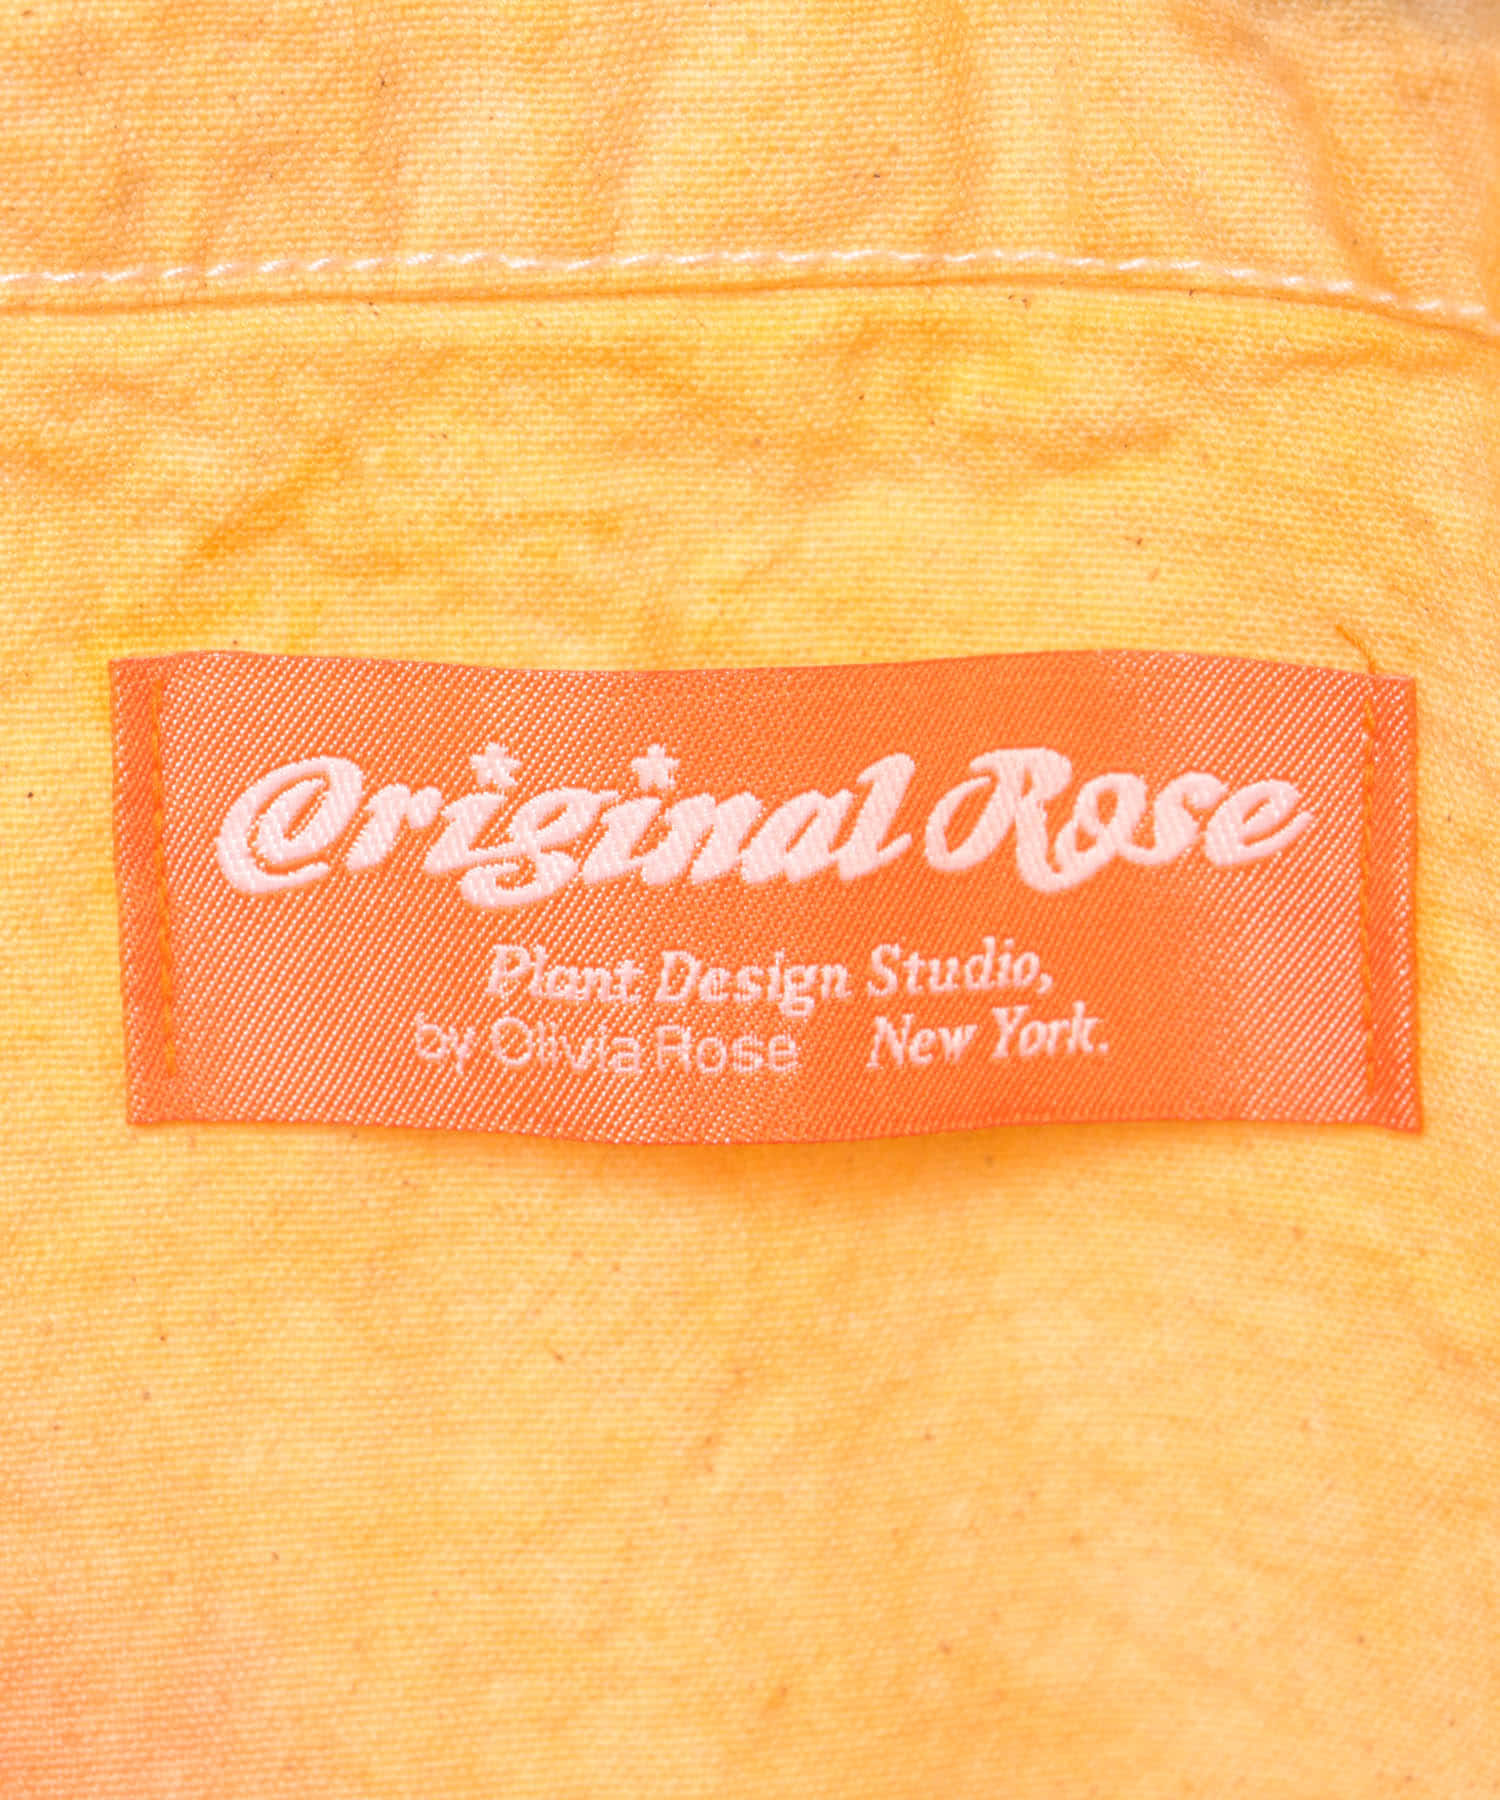 Original Rose
Plant Design Studio,
by Olivia Rose New York.